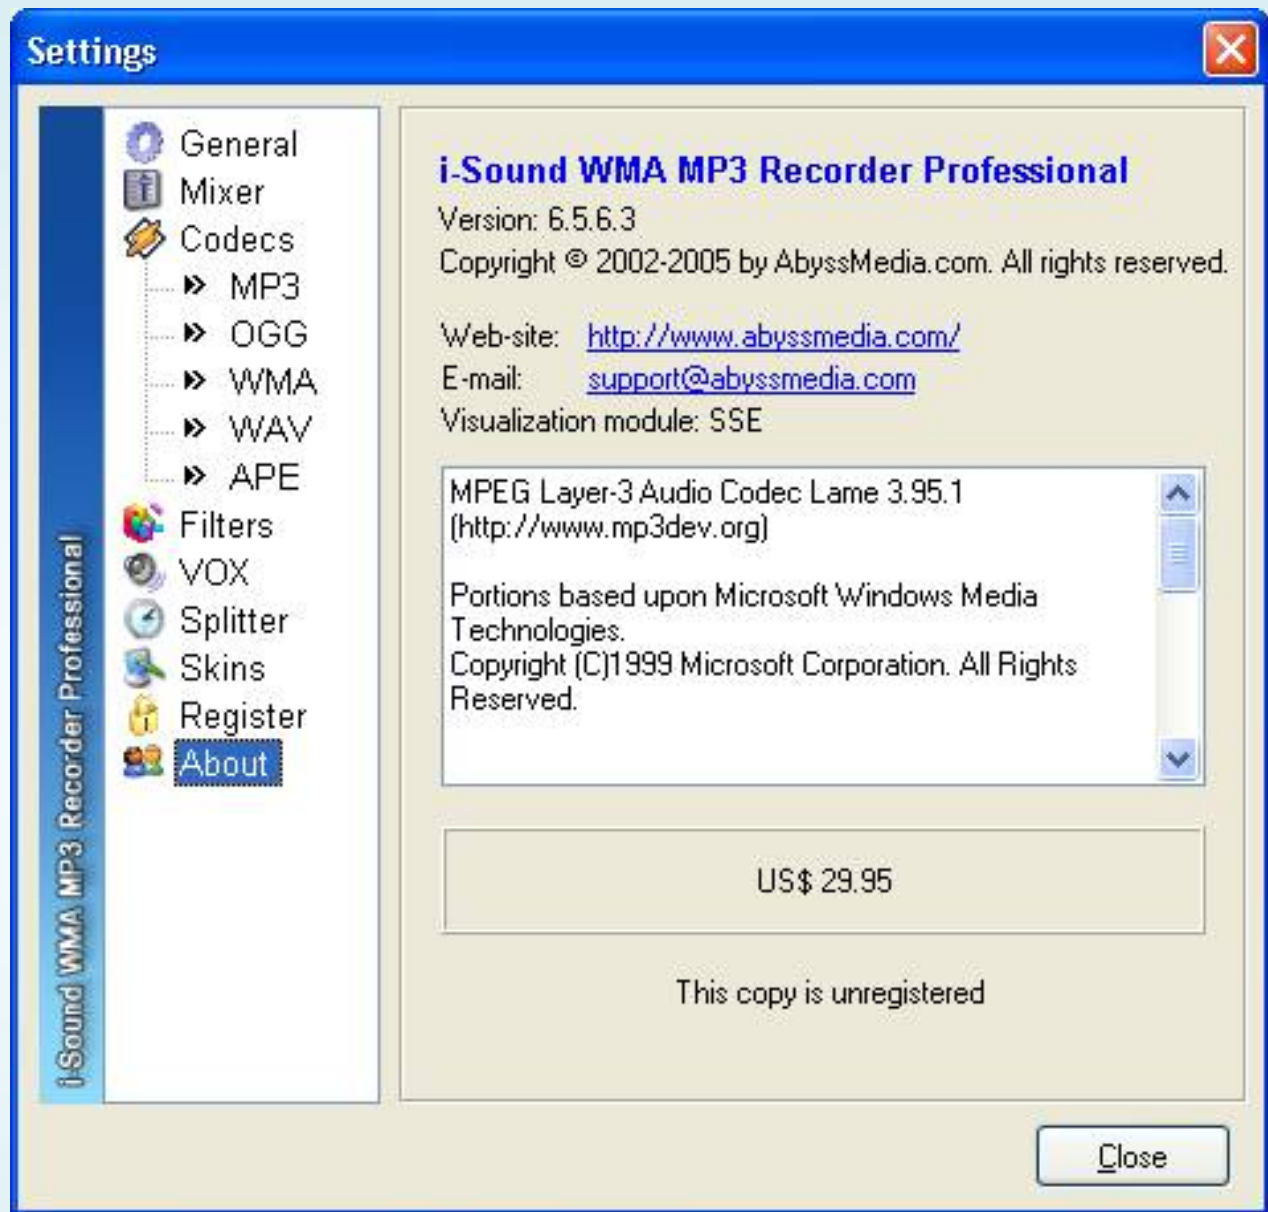 Settings
i-Sound WMA MP3 Recorder Professional
General
Mixer
Codecs
MP3
OGG
WMA
WAV
APE
Filters
VOX
Splitter
Skins
Register
About
i-Sound WMA MP3 Recorder Professional
Version: 6.5.6.3
Copyright © 2002-2005 by AbyssMedia.com. All rights reserved.
Web-site: http://www.abyssmedia.com/
E-mail: support@abyssmedia.com
Visualization module: SSE
MPEG Layer-3 Audio Codec Lame 3.95.1
(http://www.mp3dev.org)
Portions based upon Microsoft Windows Media
Technologies.
Copyright (C)1999 Microsoft Corporation. All Rights
Reserved.
US$ 29.95
This copy is unregistered
Close